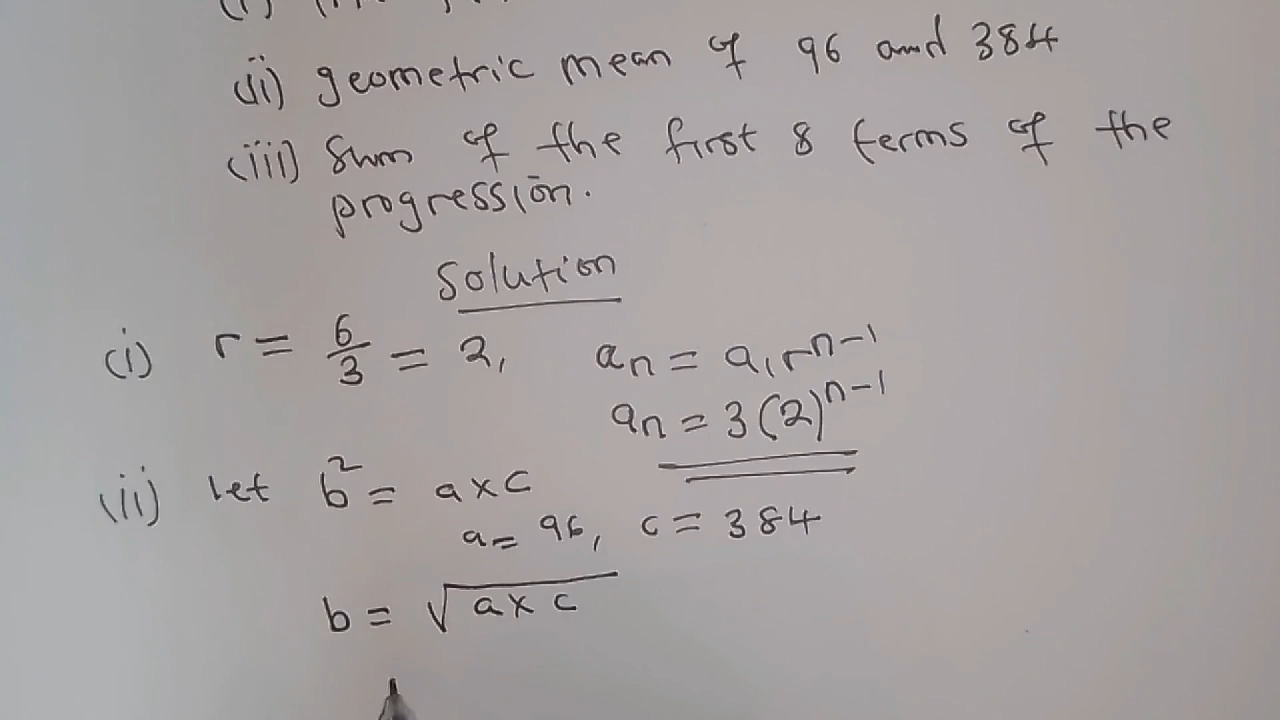 (ii) geometric mean of 96 and 384
(iii) Sum of the first 8 terms of the
progression.
Solution
(i) r = 6/3 = 2, aₙ = a₁rⁿ⁻¹
aₙ = 3(2)ⁿ⁻¹
(ii) let b² = a×c
a = 96, c = 384
b = √a×c